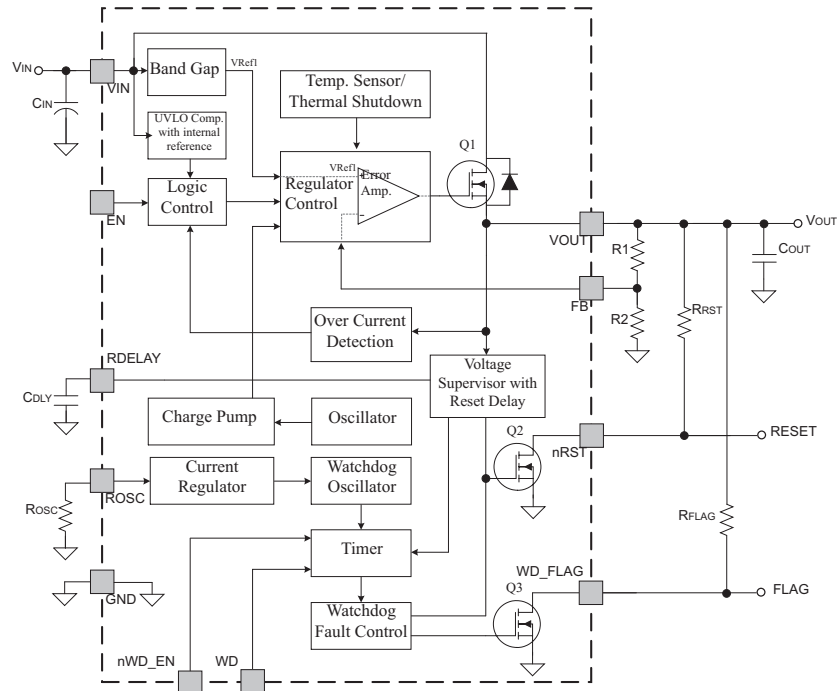 VIN
CIN
VIN
Band Gap
VRef1
Temp. Sensor/
Thermal Shutdown
UVLO Comp.
with internal
reference
Q1
EN
Logic
Control
Regulator
Control
VRef1
Error
Amp.
+
−
VOUT
VOUT
COUT
R1
FB
R2
RRST
Over Current
Detection
RDELAY
CDLY
Voltage
Supervisor with
Reset Delay
Charge Pump
Oscillator
Q2
nRST
RESET
ROSC
ROSC
Current
Regulator
Watchdog
Oscillator
RFLAG
Timer
GND
WD_FLAG
FLAG
Q3
Watchdog
Fault Control
nWD_EN
WD